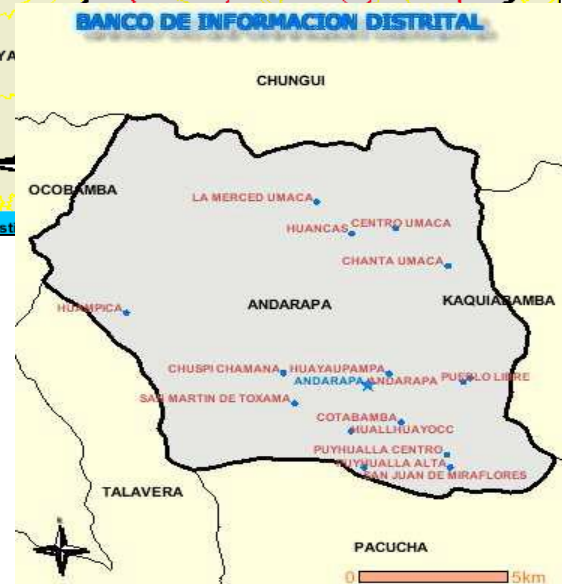 BANCO DE INFORMACION DISTRITAL
YA
CHUNGUI
OCOBAMBA
LA MERCED UMACA
HUANCAS
CENTRO UMACA
sti
CHANTA UMACA
ANDARAPA
KAQUIABAMBA
HUAMPICA
CHUSPI CHAMANA
HUAYAUPAMPA
ANDARAPA
ANDARAPA
PUEBLO LIBRE
SAN MARTIN DE TOXAMA
COTABAMBA
HUALLHUAYOCC
PUYHUALLA CENTRO
PUYHUALLA ALTA
SAN JUAN DE MIRAFLORES
TALAVERA
PACUCHA
0 5km